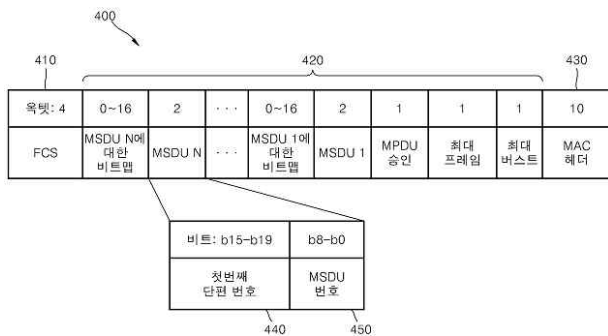 400
410
420
430
옥텟: 4
0~16
2
· · ·
0~16
2
1
1
1
10
FCS
MSDU N에
대한
비트맵
MSDU N
· · ·
MSDU 1에
대한
비트맵
MSDU 1
MPDU
승인
최대
프레임
최대
버스트
MAC
헤더
비트: b15-b19
b8-b0
첫번째
단편 번호
MSDU
번호
440
450